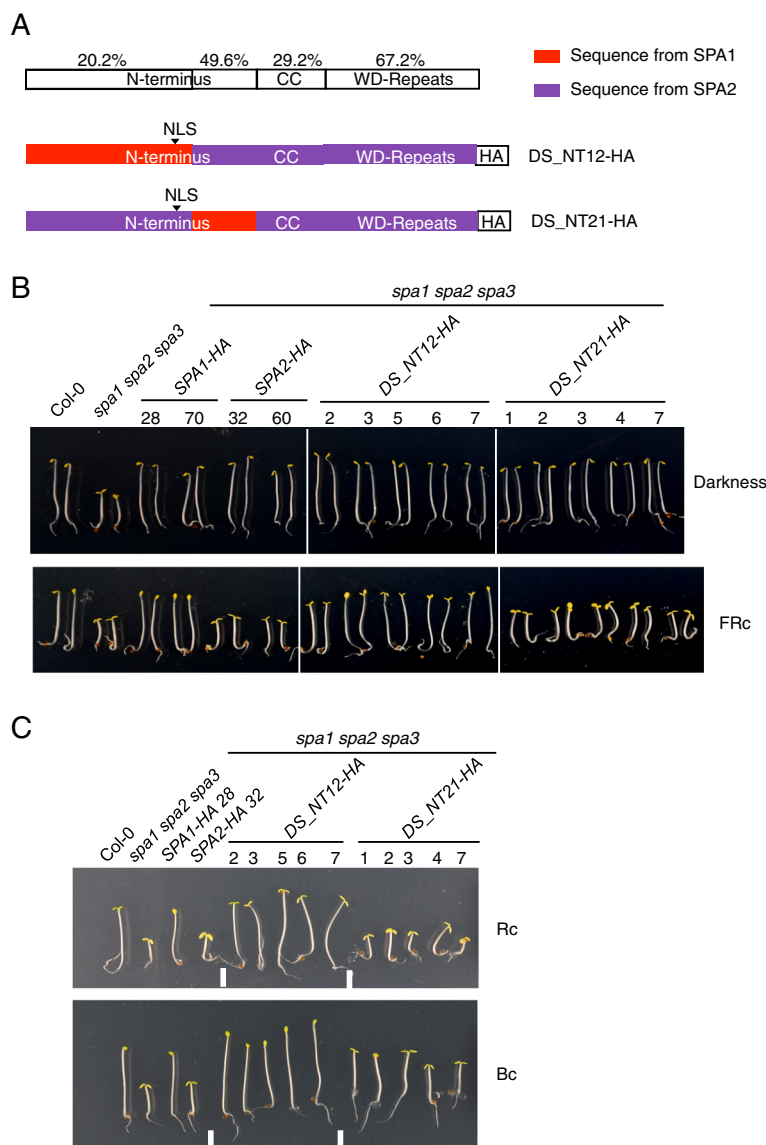 A
20.2% 49.6% 29.2% 67.2%
N-terminus CC WD-Repeats
Sequence from SPA1
Sequence from SPA2
NLS
N-terminus CC WD-Repeats HA DS_NT12-HA
NLS
N-terminus CC WD-Repeats HA DS_NT21-HA
B
spa1 spa2 spa3
Col-0 spa1 spa2 spa3 SPA1-HA SPA2-HA DS_NT12-HA DS_NT21-HA
28 70 32 60 2 3 5 6 7 1 2 3 4 7
Darkness
FRc
C
spa1 spa2 spa3
Col-0 spa1 spa2 spa3 SPA1-HA 28 SPA2-HA 32 DS_NT12-HA DS_NT21-HA
2 3 5 6 7 1 2 3 4 7
Rc
Bc